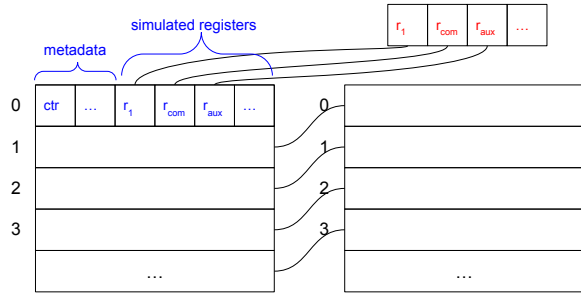 simulated registers
r1 rcom raux …
metadata
0 ctr … r1 rcom raux … 0
1 1
2 2
3 3
… …